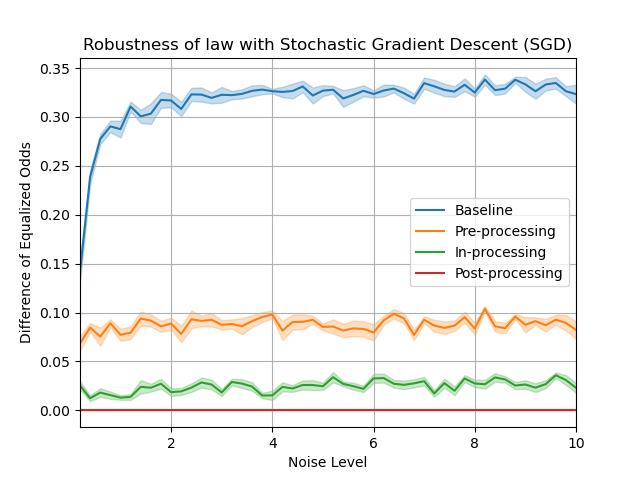 Robustness of law with Stochastic Gradient Descent (SGD)
Difference of Equalized Odds
0.35
0.30
0.25
0.20
0.15
0.10
0.05
0.00
Baseline
Pre-processing
In-processing
Post-processing
2 4 6 8 10
Noise Level